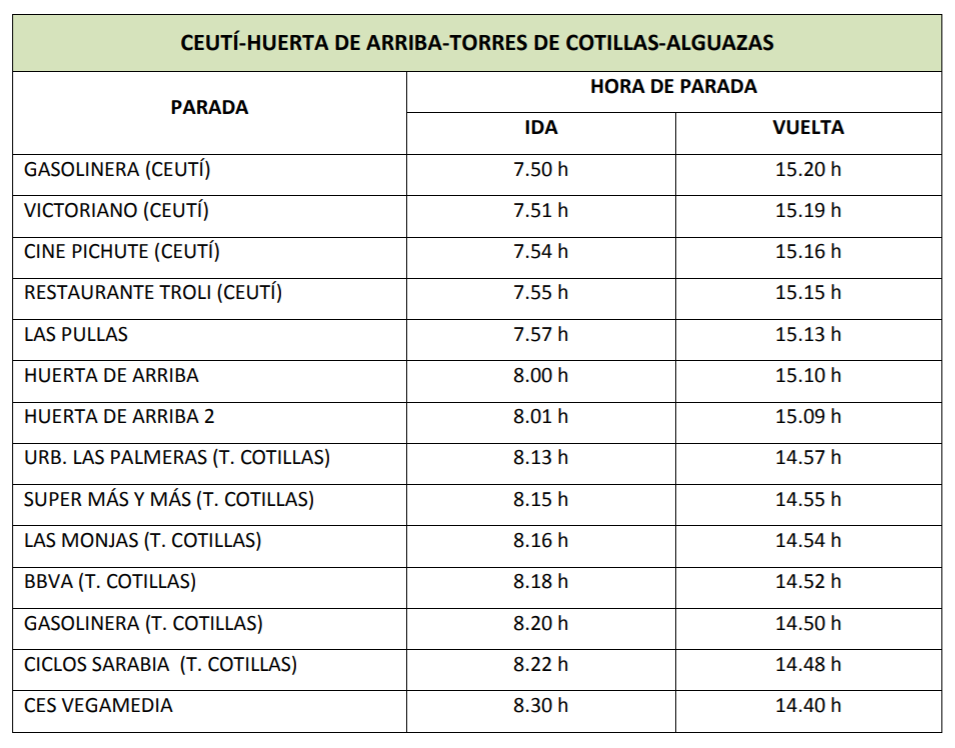 CEUTÍ-HUERTA DE ARRIBA-TORRES DE COTILLAS-ALGUAZAS
PARADA HORA DE PARADA
IDA VUELTA
GASOLINERA (CEUTÍ) 7.50 h 15.20 h
VICTORIANO (CEUTÍ) 7.51 h 15.19 h
CINE PICHUTE (CEUTÍ) 7.54 h 15.16 h
RESTAURANTE TROLI (CEUTÍ) 7.55 h 15.15 h
LAS PULLAS 7.57 h 15.13 h
HUERTA DE ARRIBA 8.00 h 15.10 h
HUERTA DE ARRIBA 2 8.01 h 15.09 h
URB. LAS PALMERAS (T. COTILLAS) 8.13 h 14.57 h
SUPER MÁS Y MÁS (T. COTILLAS) 8.15 h 14.55 h
LAS MONJAS (T. COTILLAS) 8.16 h 14.54 h
BBVA (T. COTILLAS) 8.18 h 14.52 h
GASOLINERA (T. COTILLAS) 8.20 h 14.50 h
CICLOS SARABIA (T. COTILLAS) 8.22 h 14.48 h
CES VEGAMEDIA 8.30 h 14.40 h